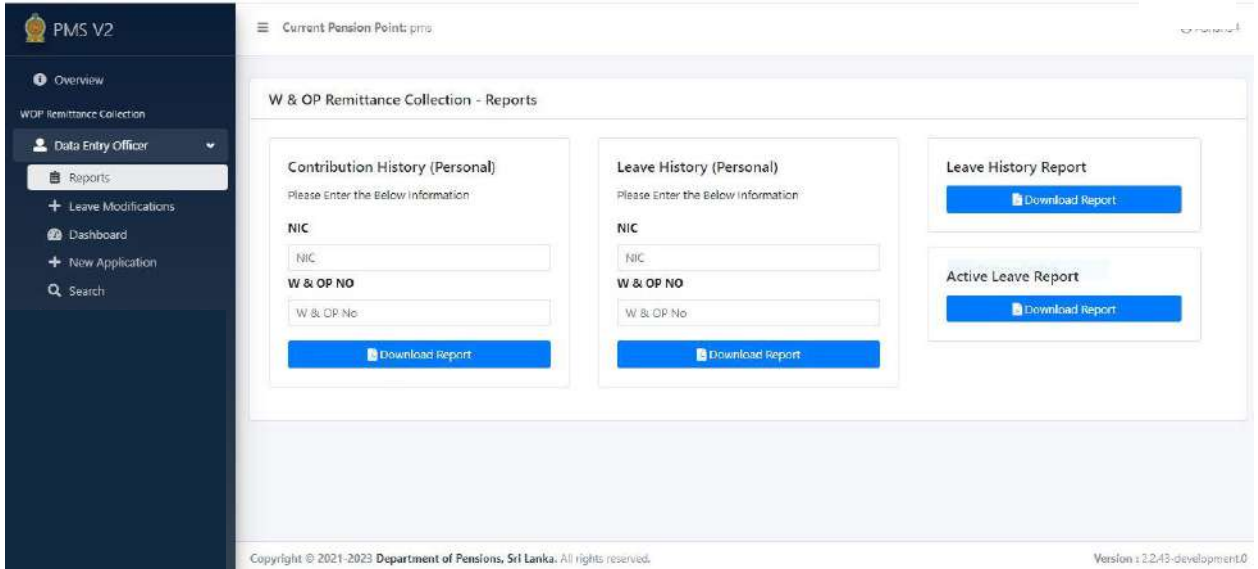 PMS V2
Current Pension Point: pms
Overview
WOP Remittance Collection
Data Entry Officer
Reports
Leave Modifications
Dashboard
New Application
Search
W & OP Remittance Collection - Reports
Contribution History (Personal)
Please Enter the Below Information
NIC
NIC
W & OP NO
W & OP No
Download Report
Leave History (Personal)
Please Enter the Below Information
NIC
NIC
W & OP NO
W & OP No
Download Report
Leave History Report
Download Report
Active Leave Report
Download Report
Copyright © 2021-2023 Department of Pensions, Sri Lanka. All rights reserved.
Version : 2.2.43-development.0